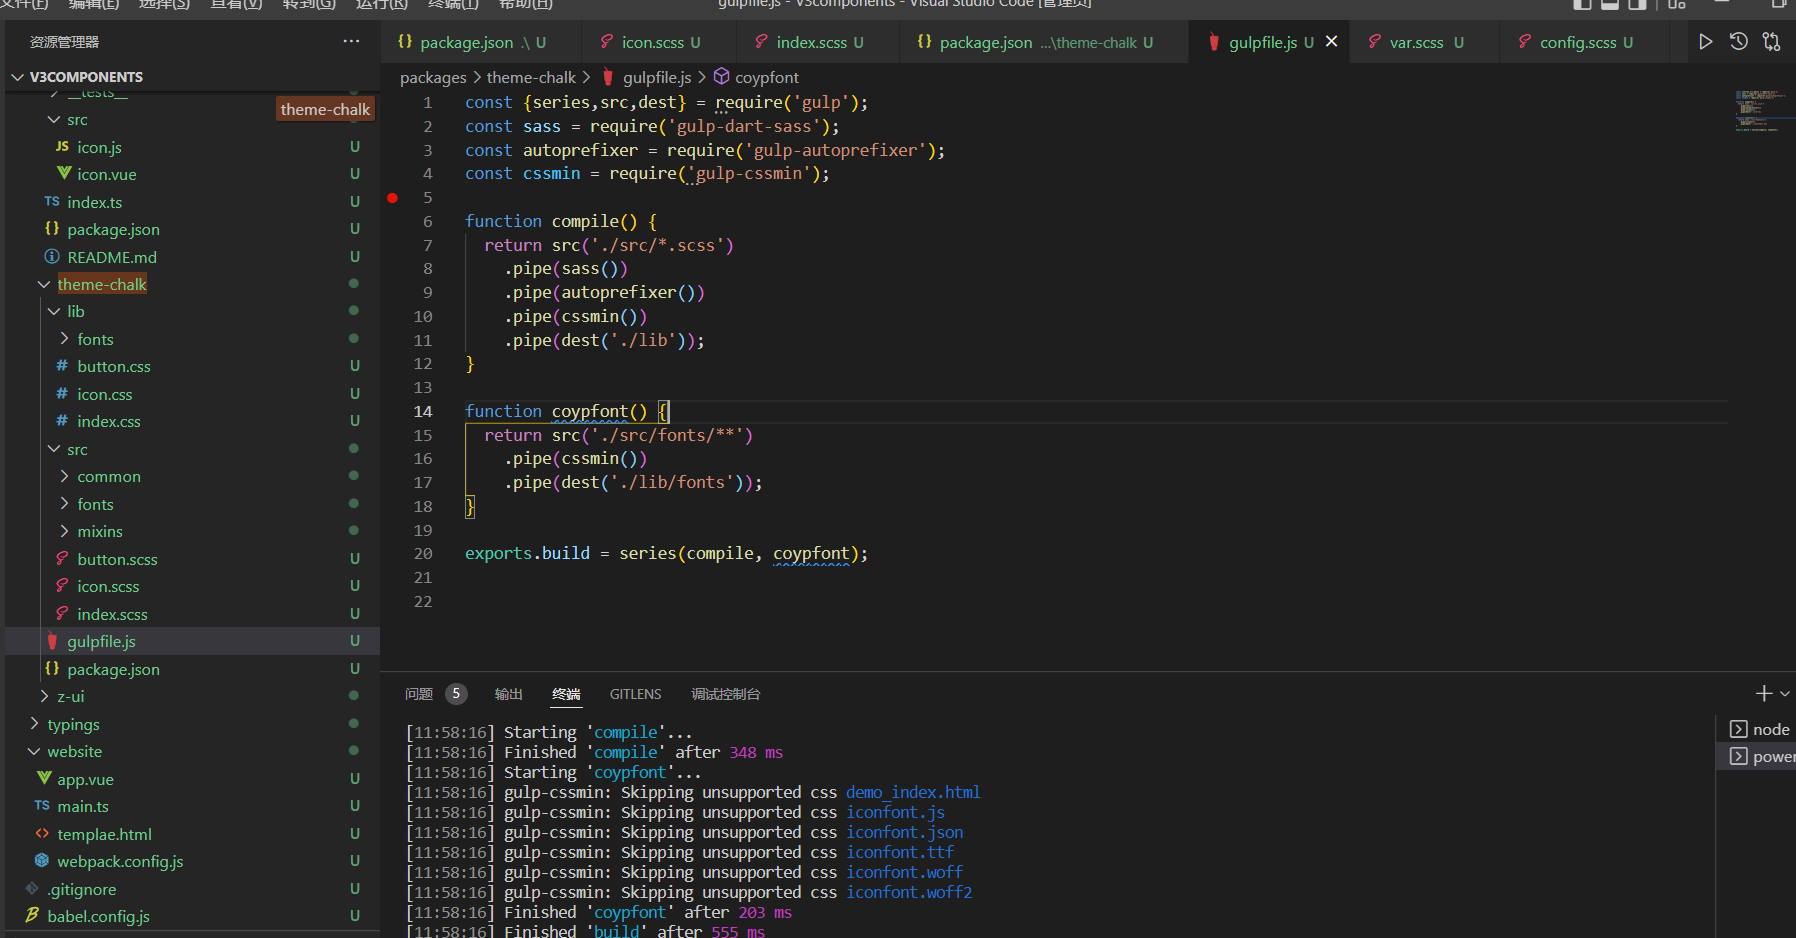 文件(F) 编辑(E) 选择(S) 查看(V) 转到(G) 运行(R) 终端(T) 帮助(H) gulpfile.js - V3components - Visual Studio Code [管理员]
资源管理器 ···
V3COMPONENTS
__tests__
theme-chalk
src
icon.js U
icon.vue U
TS index.ts U
package.json U
README.md U
theme-chalk
lib
fonts
# button.css U
# icon.css U
# index.css U
src
common
fonts
mixins
button.scss U
icon.scss U
index.scss U
gulpfile.js U
package.json U
z-ui
typings
website
app.vue U
TS main.ts U
templae.html U
webpack.config.js U
.gitignore U
babel.config.js U
package.json .\ U icon.scss U index.scss U package.json ...\theme-chalk U gulpfile.js U var.scss U config.scss U
packages > theme-chalk > gulpfile.js > coypfont
1 const {series,src,dest} = require('gulp');
2 const sass = require('gulp-dart-sass');
3 const autoprefixer = require('gulp-autoprefixer');
4 const cssmin = require('gulp-cssmin');
5
6 function compile() {
7 return src('./src/*.scss')
8 .pipe(sass())
9 .pipe(autoprefixer())
10 .pipe(cssmin())
11 .pipe(dest('./lib'));
12 }
13
14 function coypfont() {
15 return src('./src/fonts/**')
16 .pipe(cssmin())
17 .pipe(dest('./lib/fonts'));
18 }
19
20 exports.build = series(compile, coypfont);
21
22
问题 5 输出 终端 GITLENS 调试控制台
[11:58:16] Starting 'compile'...
[11:58:16] Finished 'compile' after 348 ms
[11:58:16] Starting 'coypfont'...
[11:58:16] gulp-cssmin: Skipping unsupported css demo_index.html
[11:58:16] gulp-cssmin: Skipping unsupported css iconfont.js
[11:58:16] gulp-cssmin: Skipping unsupported css iconfont.json
[11:58:16] gulp-cssmin: Skipping unsupported css iconfont.ttf
[11:58:16] gulp-cssmin: Skipping unsupported css iconfont.woff
[11:58:16] gulp-cssmin: Skipping unsupported css iconfont.woff2
[11:58:16] Finished 'coypfont' after 203 ms
[11:58:16] Finished 'build' after 555 ms
node
power